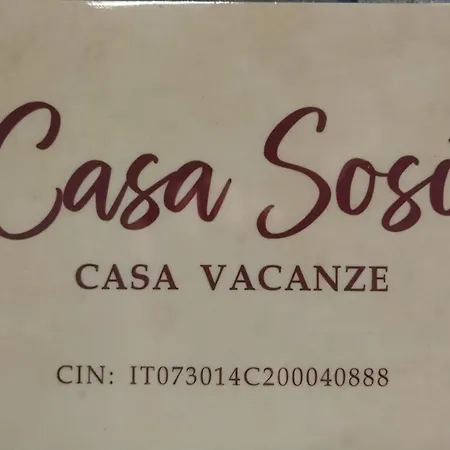 Casa Sosi
CASA VACANZE
CIN: IT073014C200040888